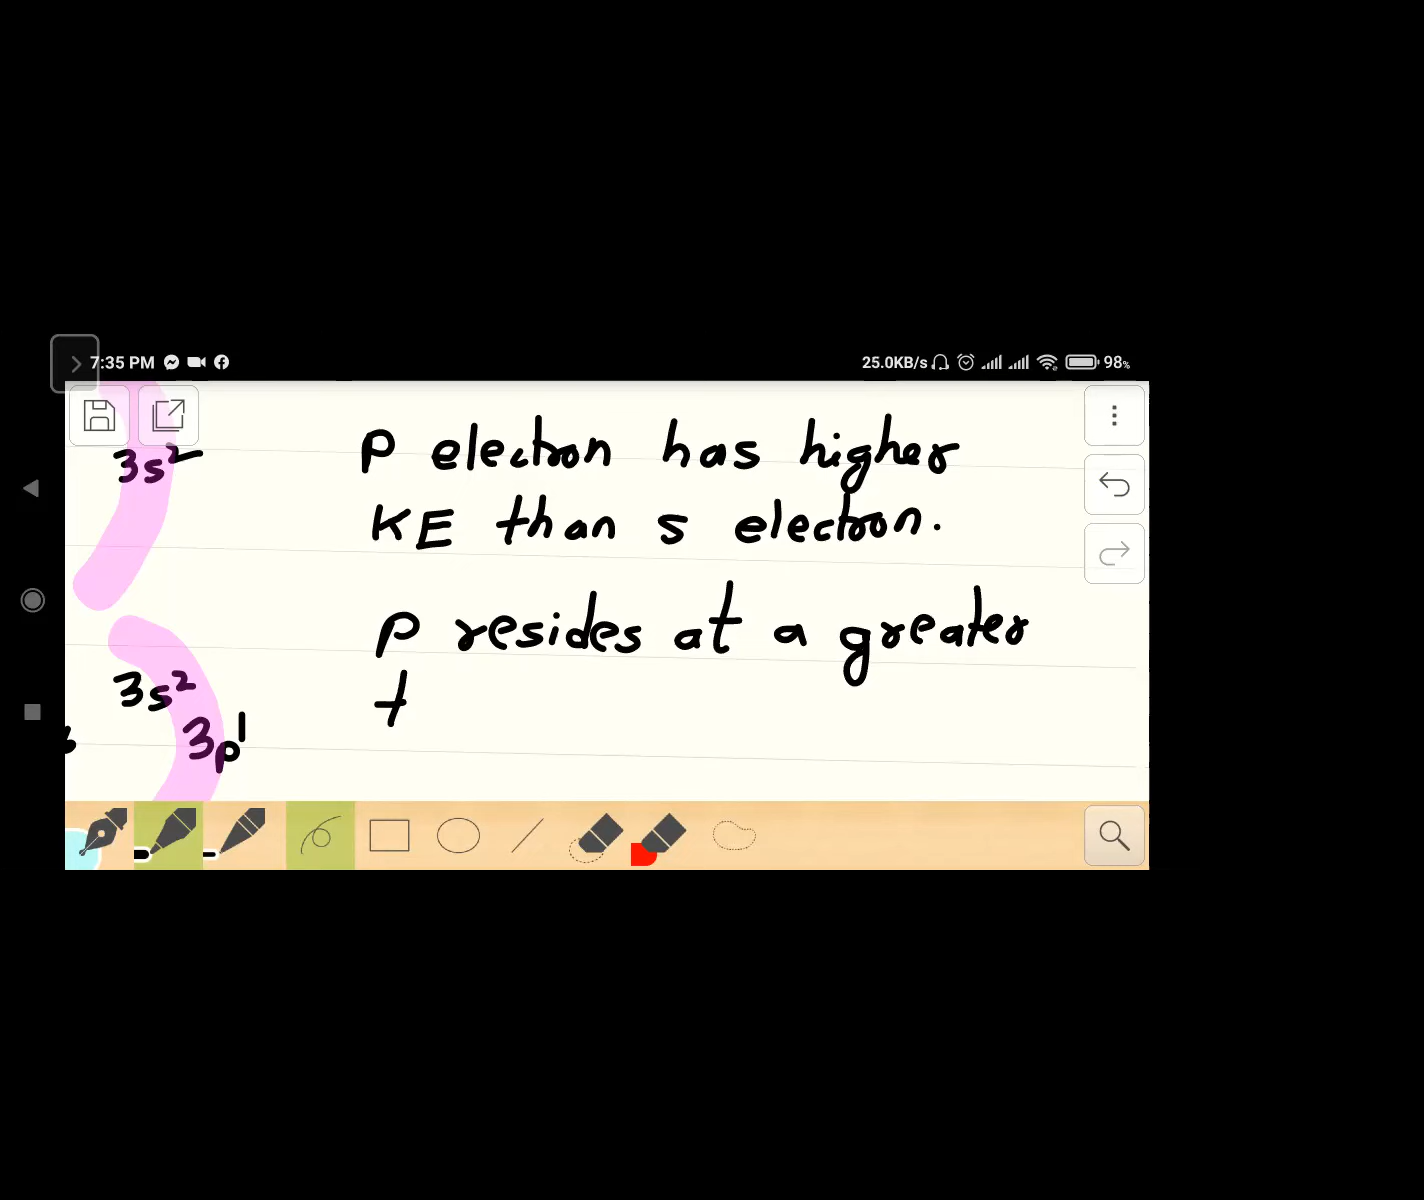 7:35 PM
25.0KB/s 98%
3s²
P electron has higher
KE than s electron.
P resides at a greater
t
3s²
3p¹